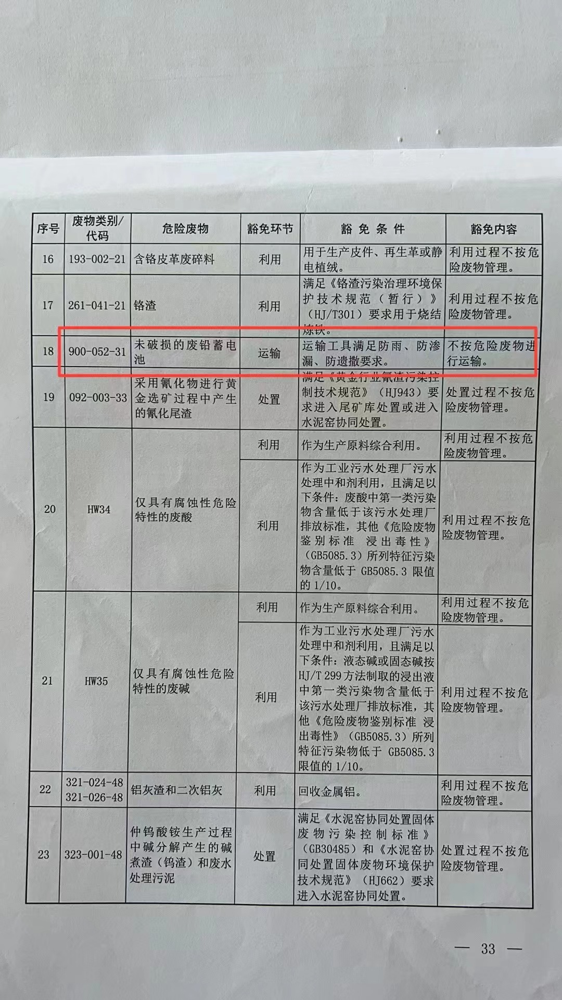 序号
废物类别/
代码
危险废物
豁免环节
豁 免 条 件
豁免内容
16
193-002-21
含铬皮革废碎料
利用
用于生产皮件、再生革或静
电植绒。
利用过程不按危
险废物管理。
17
261-041-21
铬渣
利用
满足《铬渣污染治理环境保
护技术规范（暂行）》
（HJ/T301）要求用于烧结
炼铁。
利用过程不按危
险废物管理。
18
900-052-31
未破损的废铅蓄电
池
运输
运输工具满足防雨、防渗
漏、防遗撒要求。
不按危险废物进
行运输。
19
092-003-33
采用氰化物进行黄
金选矿过程中产生
的氰化尾渣
处置
满足《黄金行业氰渣污染控
制技术规范》（HJ943）要
求进入尾矿库处置或进入
水泥窑协同处置。
处置过程不按危
险废物管理。
20
HW34
仅具有腐蚀性危险
特性的废酸
利用
作为生产原料综合利用。
利用过程不按危
险废物管理。
利用
作为工业污水处理厂污水
处理中和剂利用，且满足以
下条件：废酸中第一类污染
物含量低于该污水处理厂
排放标准，其他《危险废物
鉴别标准 浸出毒性》
（GB5085.3）所列特征污染
物含量低于 GB5085.3 限值
的 1/10。
利用过程不按危
险废物管理。
21
HW35
仅具有腐蚀性危险
特性的废碱
利用
作为生产原料综合利用。
利用过程不按危
险废物管理。
利用
作为工业污水处理厂污水
处理中和剂利用，且满足以
下条件：液态碱或固态碱按
HJ/T 299 方法制取的浸出液
中第一类污染物含量低于
该污水处理厂排放标准，其
他《危险废物鉴别标准 浸
出毒性》（GB5085.3）所列
特征污染物低于 GB5085.3
限值的 1/10。
利用过程不按危
险废物管理。
22
321-024-48
321-026-48
铝灰渣和二次铝灰
利用
回收金属铝。
利用过程不按危
险废物管理。
23
323-001-48
仲钨酸铵生产过程
中碱分解产生的碱
煮渣（钨渣）和废水
处理污泥
处置
满足《水泥窑协同处置固体
废物污染控制标准》
（GB30485）和《水泥窑协
同处置固体废物环境保护
技术规范》（HJ662）要求
进入水泥窑协同处置。
处置过程不按危
险废物管理。
— 33 —